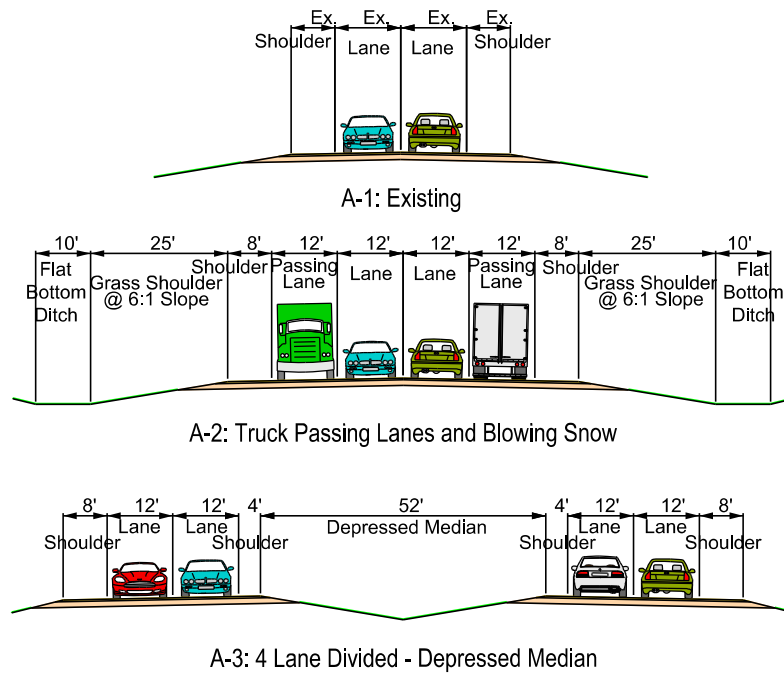 Ex. Ex. Ex. Ex.
Shoulder Lane Lane Shoulder
A-1: Existing
10' 25' 8' 12' 12' 12' 12' 8' 25' 10'
Flat Bottom Ditch
Grass Shoulder @ 6:1 Slope
Shoulder
Passing Lane
Lane
Lane
Passing Lane
Shoulder
Grass Shoulder @ 6:1 Slope
Flat Bottom Ditch
A-2: Truck Passing Lanes and Blowing Snow
8' 12' 12' 4' 52' 4' 12' 12' 8'
Shoulder Lane Lane Shoulder Depressed Median Shoulder Lane Lane Shoulder
A-3: 4 Lane Divided - Depressed Median